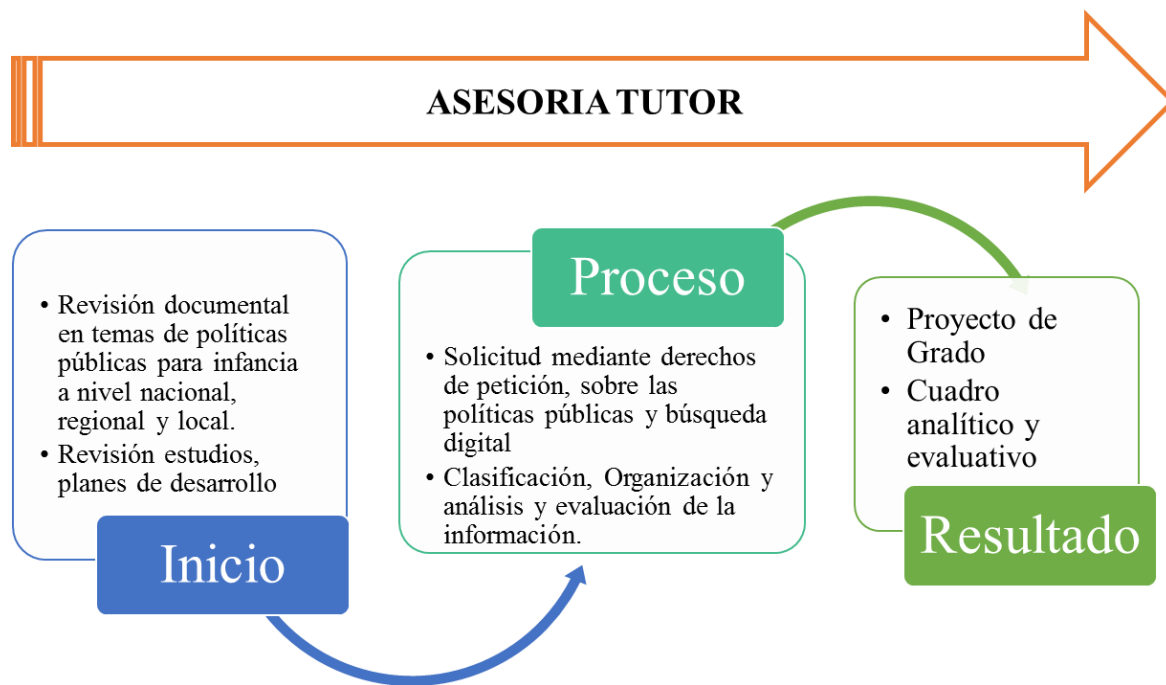 ASESORIA TUTOR
• Revisión documental
en temas de políticas
públicas para infancia
a nivel nacional,
regional y local.
• Revisión estudios,
planes de desarrollo
Inicio
Proceso
• Solicitud mediante derechos
de petición, sobre las
políticas públicas y búsqueda
digital
• Clasificación, Organización y
análisis y evaluación de la
información.
• Proyecto de
Grado
• Cuadro
analítico y
evaluativo
Resultado